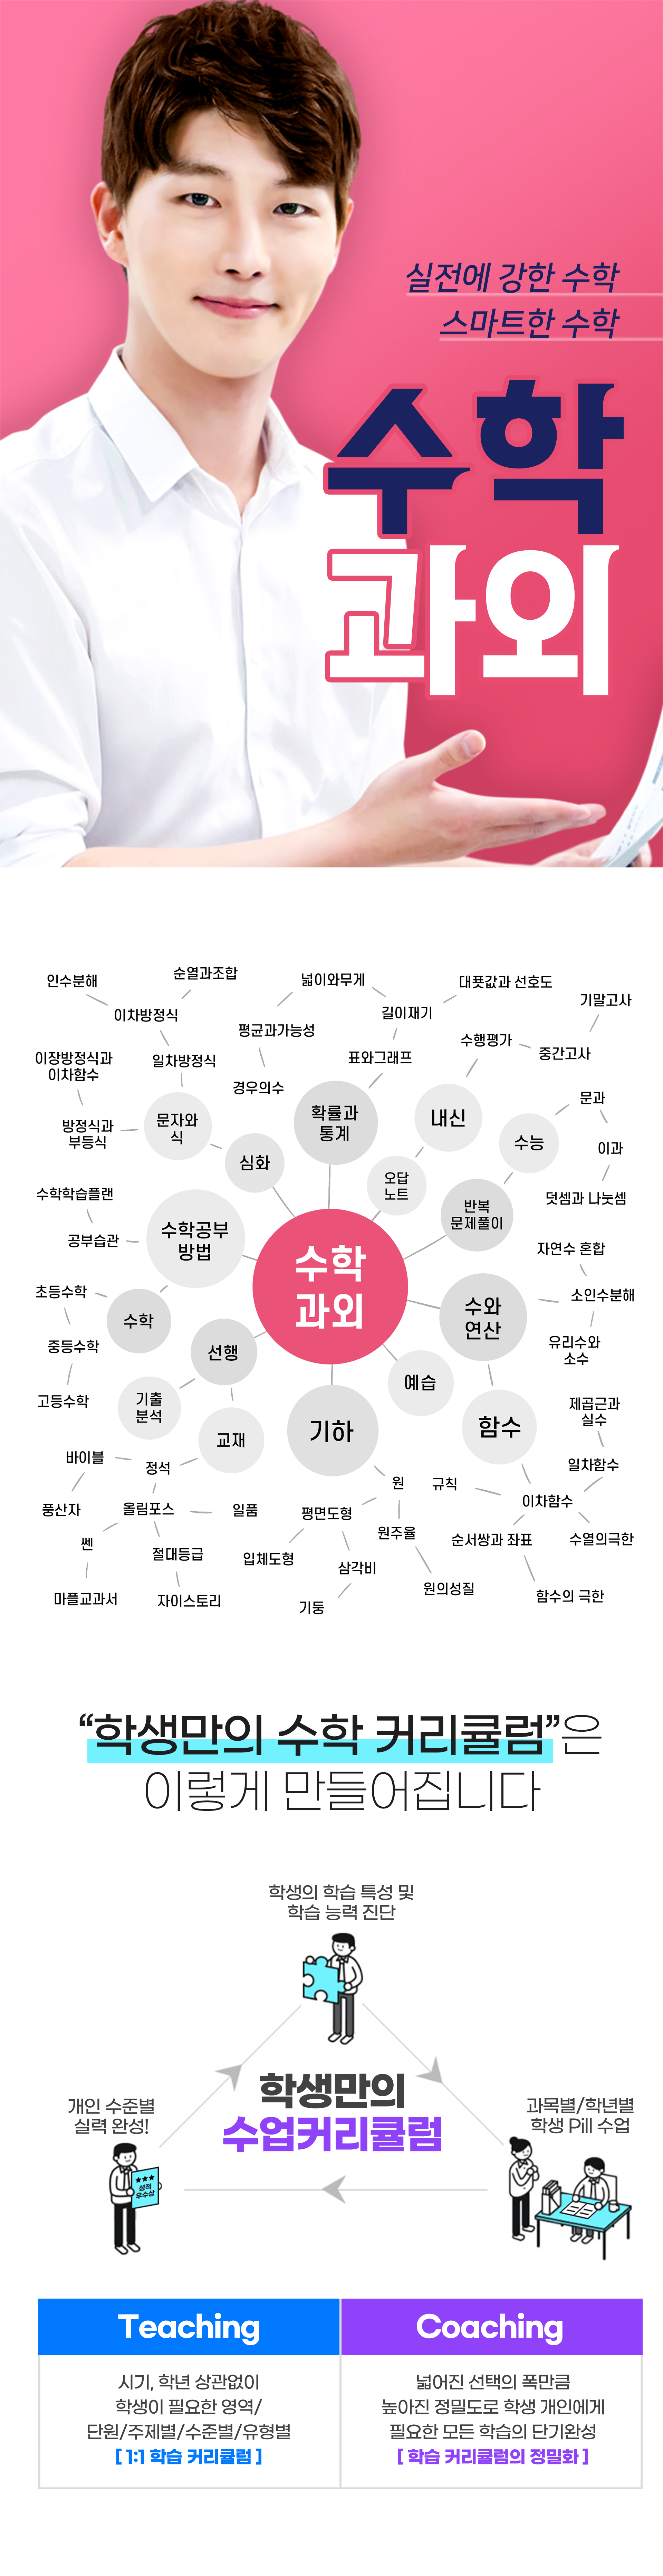 실전에 강한 수학
스마트한 수학
수학
과외
인수분해
순열과조합
넓이와무게
대푯값과 선호도
기말고사
이차방정식
길이재기
평균과가능성
수행평가
중간고사
이장방정식과
이차함수
일차방정식
표와그래프
경우의수
문과
방정식과
부등식
문자와
식
확률과
통계
내신
수능
이과
심화
오답
노트
수학학습플랜
덧셈과 나눗셈
반복
문제풀이
공부습관
수학공부
방법
자연수 혼합
수학
과외
초등수학
소인수분해
수학
수와
연산
중등수학
선행
유리수와
소수
예습
고등수학
기출
분석
제곱근과
실수
교재
기하
함수
바이블
정석
일차함수
원
규칙
풍산자
올림포스
일품
평면도형
이차함수
쎈
원주율
순서쌍과 좌표
수열의극한
절대등급
입체도형
삼각비
마플교과서
자이스토리
기둥
원의성질
함수의 극한
“학생만의 수학 커리큘럼”은
이렇게 만들어집니다
학생의 학습 특성 및
학습 능력 진단
학생만의
수업커리큘럼
개인 수준별
실력 완성!
과목별/학년별
학생 Pill 수업
★★★
성적
우수상
Teaching
Coaching
시기, 학년 상관없이
학생이 필요한 영역/
단원/주제별/수준별/유형별
[ 1:1 학습 커리큘럼 ]
넓어진 선택의 폭만큼
높아진 정밀도로 학생 개인에게
필요한 모든 학습의 단기완성
[ 학습 커리큘럼의 정밀화 ]